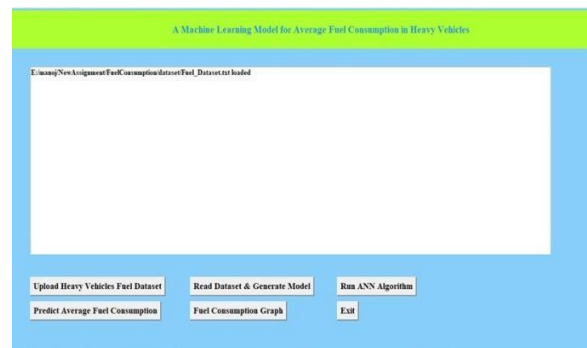 A Machine Learning Model for Average Fuel Consumption in Heavy Vehicles
E:/manoj/NewAssignment/FuelConsumption/dataset/Fuel_Dataset.txt loaded
Upload Heavy Vehicles Fuel Dataset
Read Dataset & Generate Model
Run ANN Algorithm
Predict Average Fuel Consumption
Fuel Consumption Graph
Exit